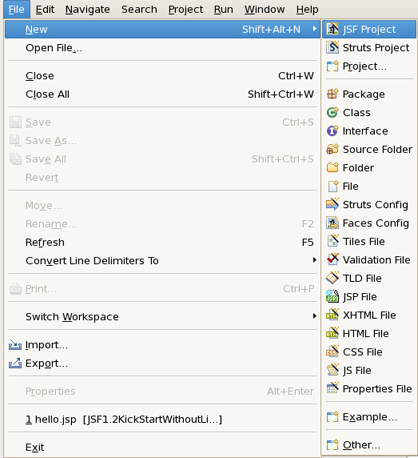 File Edit Navigate Search Project Run Window Help
New Shift+Alt+N
Open File...
Close Ctrl+W
Close All Shift+Ctrl+W
Save Ctrl+S
Save As...
Save All Shift+Ctrl+S
Revert
Move...
Rename... F2
Refresh F5
Convert Line Delimiters To
Print... Ctrl+P
Switch Workspace
Import...
Export...
Properties Alt+Enter
1 hello.jsp [JSF1.2KickStartWithoutLi...]
Exit
JSF Project
Struts Project
Project...
Package
Class
Interface
Source Folder
Folder
File
Struts Config
Faces Config
Tiles File
Validation File
TLD File
JSP File
XHTML File
HTML File
CSS File
JS File
Properties File
Example...
Other...